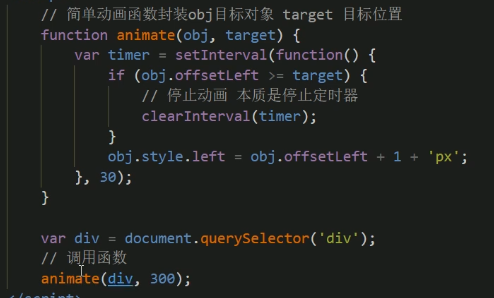 // 简单动画函数封装obj目标对象 target 目标位置
function animate(obj, target) {
var timer = setInterval(function() {
if (obj.offsetLeft >= target) {
// 停止动画 本质是停止定时器
clearInterval(timer);
}
obj.style.left = obj.offsetLeft + 1 + 'px';
}, 30);
}
var div = document.querySelector('div');
// 调用函数
animate(div, 300);
</script>